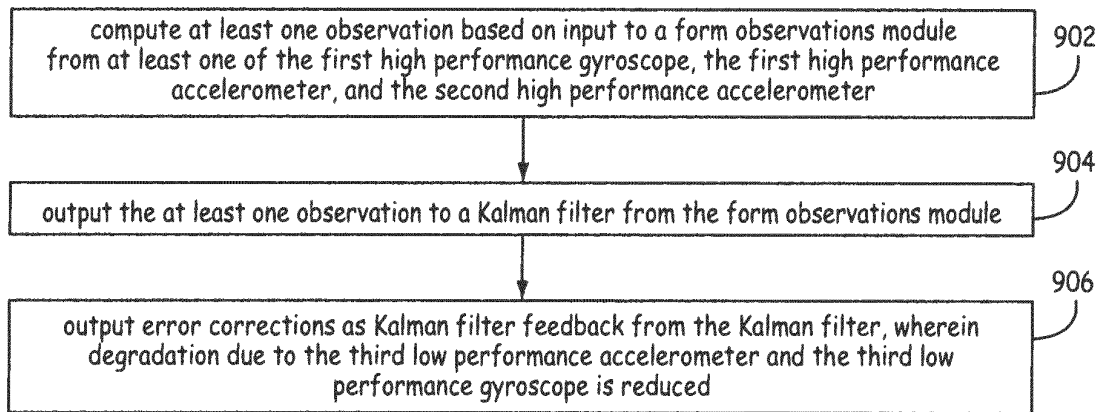 compute at least one observation based on input to a form observations module
from at least one of the first high performance gyroscope, the first high performance
accelerometer, and the second high performance accelerometer
902
output the at least one observation to a Kalman filter from the form observations module
904
output error corrections as Kalman filter feedback from the Kalman filter, wherein
degradation due to the third low performance accelerometer and the third low
performance gyroscope is reduced
906